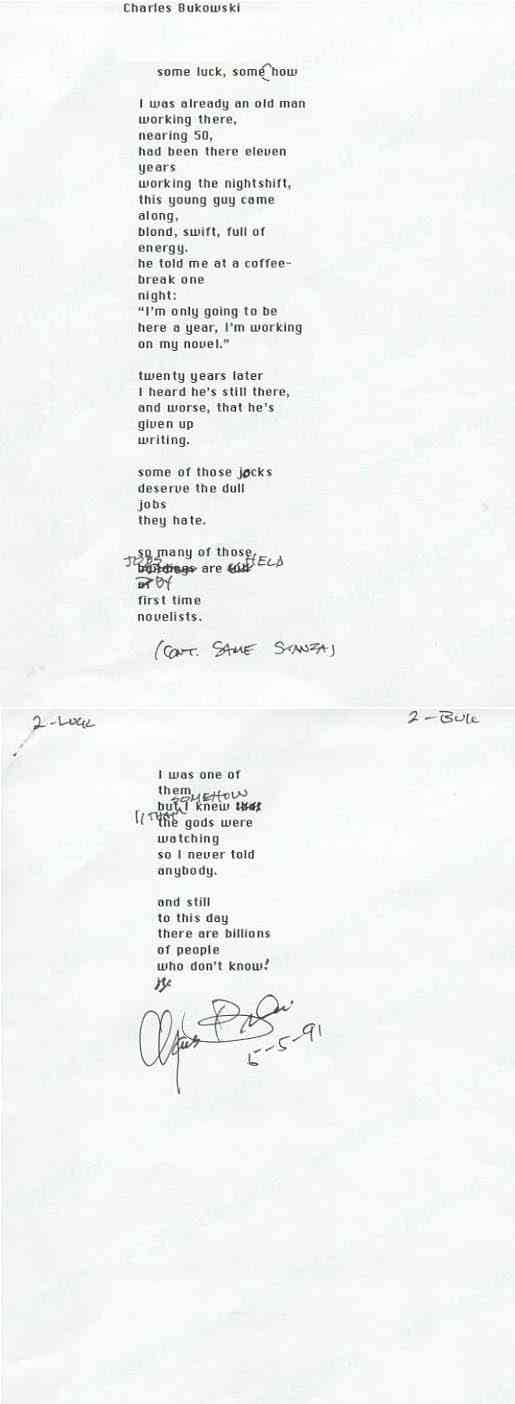 Charles Bukowski
some luck, some how
I was already an old man
working there,
nearing 50,
had been there eleven
years
working the nightshift,
this young guy came
along,
blond, swift, full of
energy.
he told me at a coffee-
break one
night:
“I'm only going to be
here a year, I'm working
on my novel.”
twenty years later
I heard he's still there,
and worse, that he's
given up
writing.
some of those jocks
deserve the dull
jobs
they hate.
so many of those
JOBS HELD
buildings are
BY
first time
novelists.
(CONT. SAME STANZA)
2-LUCK 2-BUK
I was one of
them
SOMEHOW
but I knew that
THAT
the gods were
watching
so I never told
anybody.
and still
to this day
there are billions
of people
who don't know!
Charles Bukowski
5-5-91